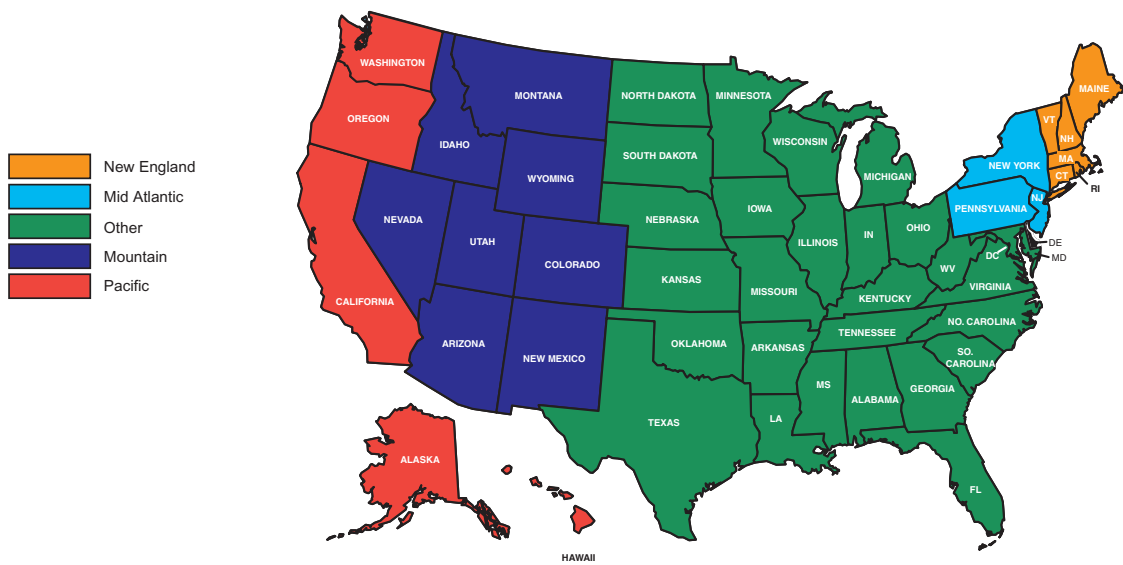 New England
Mid Atlantic
Other
Mountain
Pacific
WASHINGTON
OREGON
CALIFORNIA
NEVADA
IDAHO
MONTANA
WYOMING
UTAH
COLORADO
ARIZONA
NEW MEXICO
NORTH DAKOTA
SOUTH DAKOTA
NEBRASKA
KANSAS
OKLAHOMA
TEXAS
MINNESOTA
IOWA
MISSOURI
ARKANSAS
LA
WISCONSIN
ILLINOIS
MICHIGAN
IN
OHIO
KENTUCKY
TENNESSEE
MS
ALABAMA
GEORGIA
FL
SO.
CAROLINA
NO. CAROLINA
VIRGINIA
WV
DC
DE
MD
PENNSYLVANIA
NJ
NEW YORK
VT
NH
MAINE
MA
CT
RI
ALASKA
HAWAII